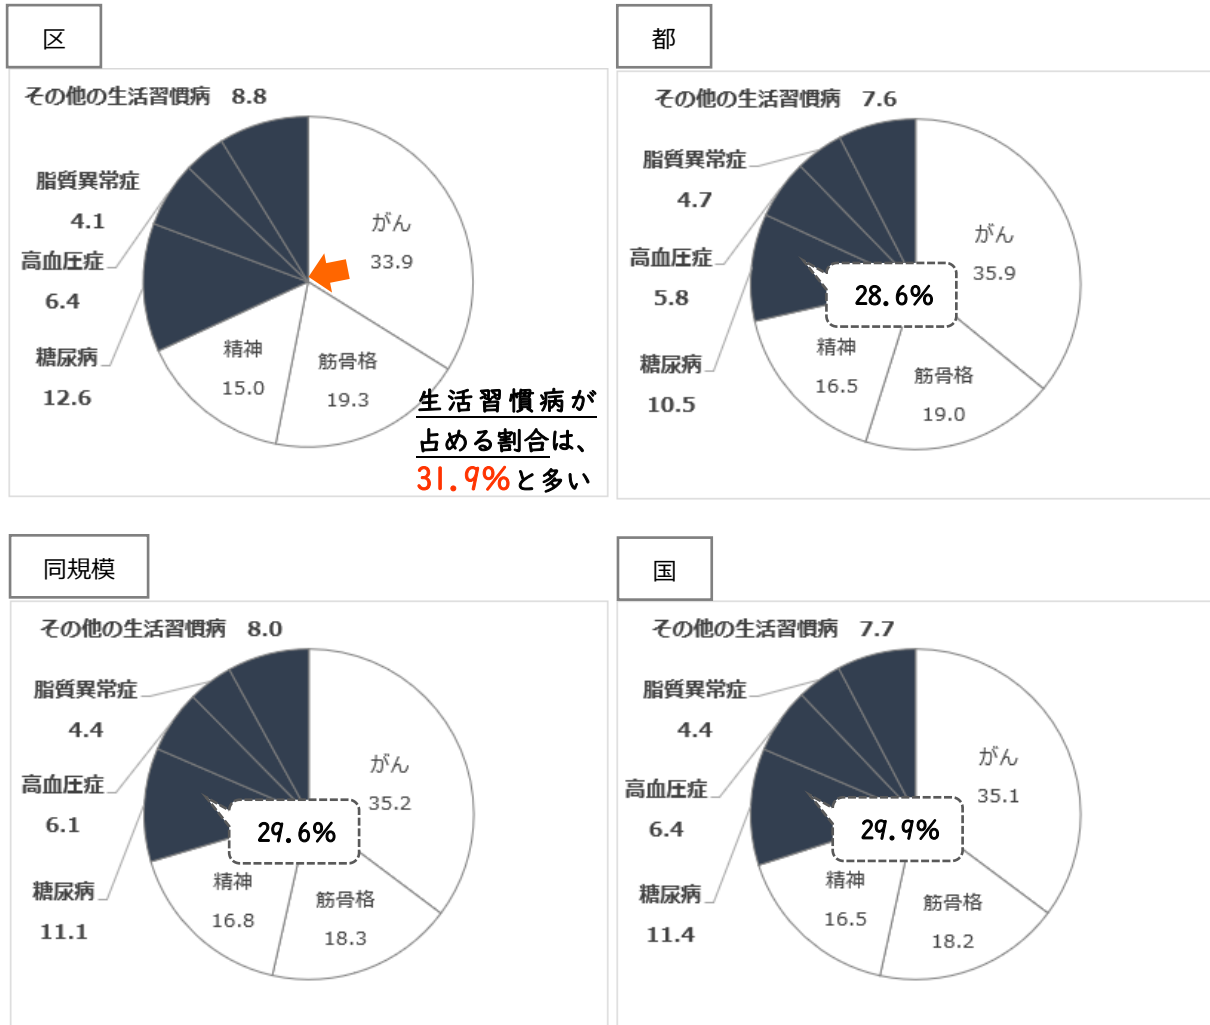 区
その他の生活習慣病 8.8
脂質異常症
4.1
高血圧症
6.4
糖尿病
12.6
がん
33.9
精神
15.0
筋骨格
19.3
生活習慣病が
占める割合は、
31.9%と多い
都
その他の生活習慣病 7.6
脂質異常症
4.7
高血圧症
5.8
糖尿病
10.5
がん
35.9
28.6%
精神
16.5
筋骨格
19.0
同規模
その他の生活習慣病 8.0
脂質異常症
4.4
高血圧症
6.1
糖尿病
11.1
がん
35.2
29.6%
精神
16.8
筋骨格
18.3
国
その他の生活習慣病 7.7
脂質異常症
4.4
高血圧症
6.4
糖尿病
11.4
がん
35.1
29.9%
精神
16.5
筋骨格
18.2